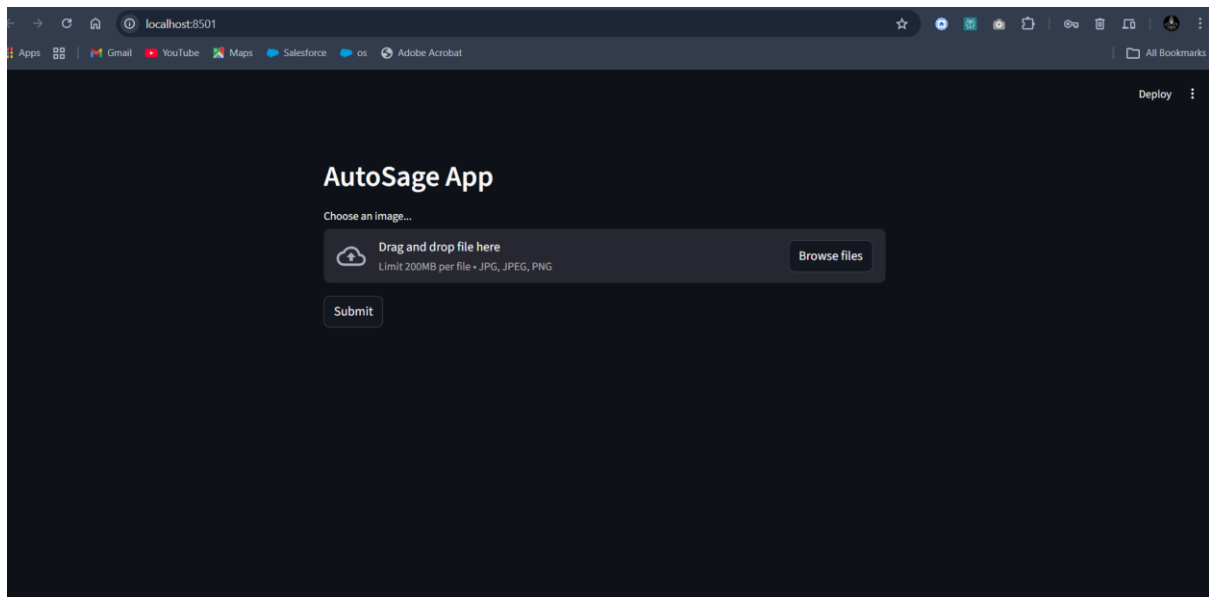 localhost:8501
Apps Gmail YouTube Maps Salesforce os Adobe Acrobat All Bookmarks
Deploy
AutoSage App
Choose an image...
Drag and drop file here
Limit 200MB per file • JPG, JPEG, PNG
Browse files
Submit